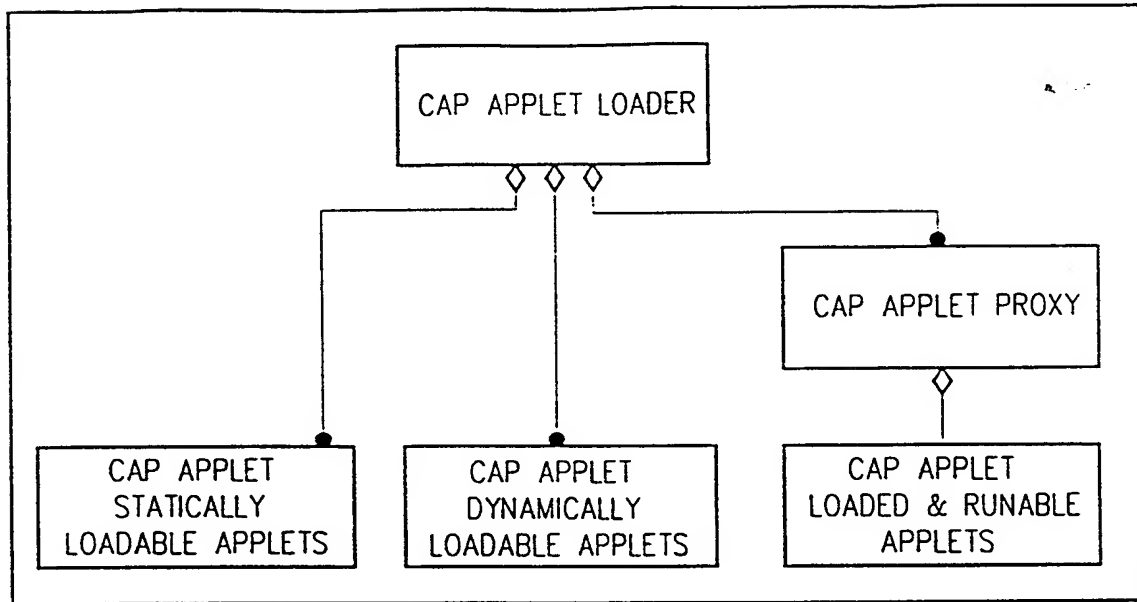 CAP APPLET LOADER
CAP APPLET PROXY
CAP APPLET
STATICALLY
LOADABLE APPLETS
CAP APPLET
DYNAMICALLY
LOADABLE APPLETS
CAP APPLET
LOADED & RUNABLE
APPLETS